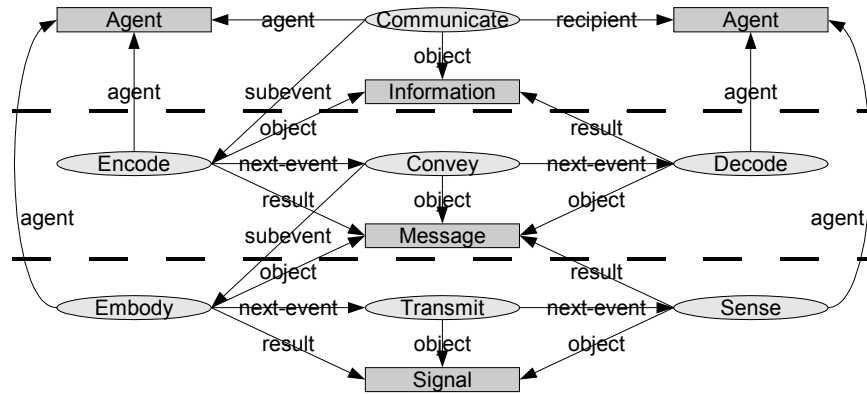 Agent agent Communicate recipient Agent
object
agent subevent Information agent
object result
Encode next-event Convey next-event Decode
result object object
agent subevent Message agent
object result
Embody next-event Transmit next-event Sense
result object object
Signal